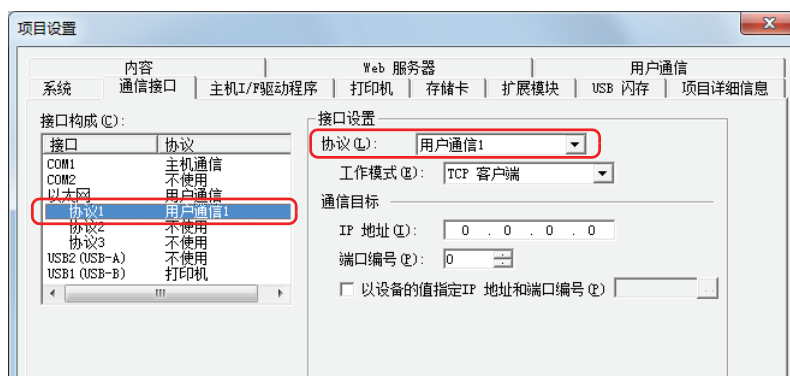 项目设置
内容 Web 服务器 用户通信
系统 通信接口 主机I/F驱动程序 打印机 存储卡 扩展模块 USB 闪存 项目详细信息
接口构成(C):
接口 协议
COM1 主机通信
COM2 不使用
以太网 用户通信
协议1 用户通信1
协议2 不使用
协议3 不使用
USB2(USB-A) 不使用
USB1(USB-B) 打印机
接口设置
协议(L): 用户通信1
工作模式(E): TCP 客户端
通信目标
IP 地址(I): 0 . 0 . 0 . 0
端口编号(P): 0
以设备的值指定IP 地址和端口编号(P) ..